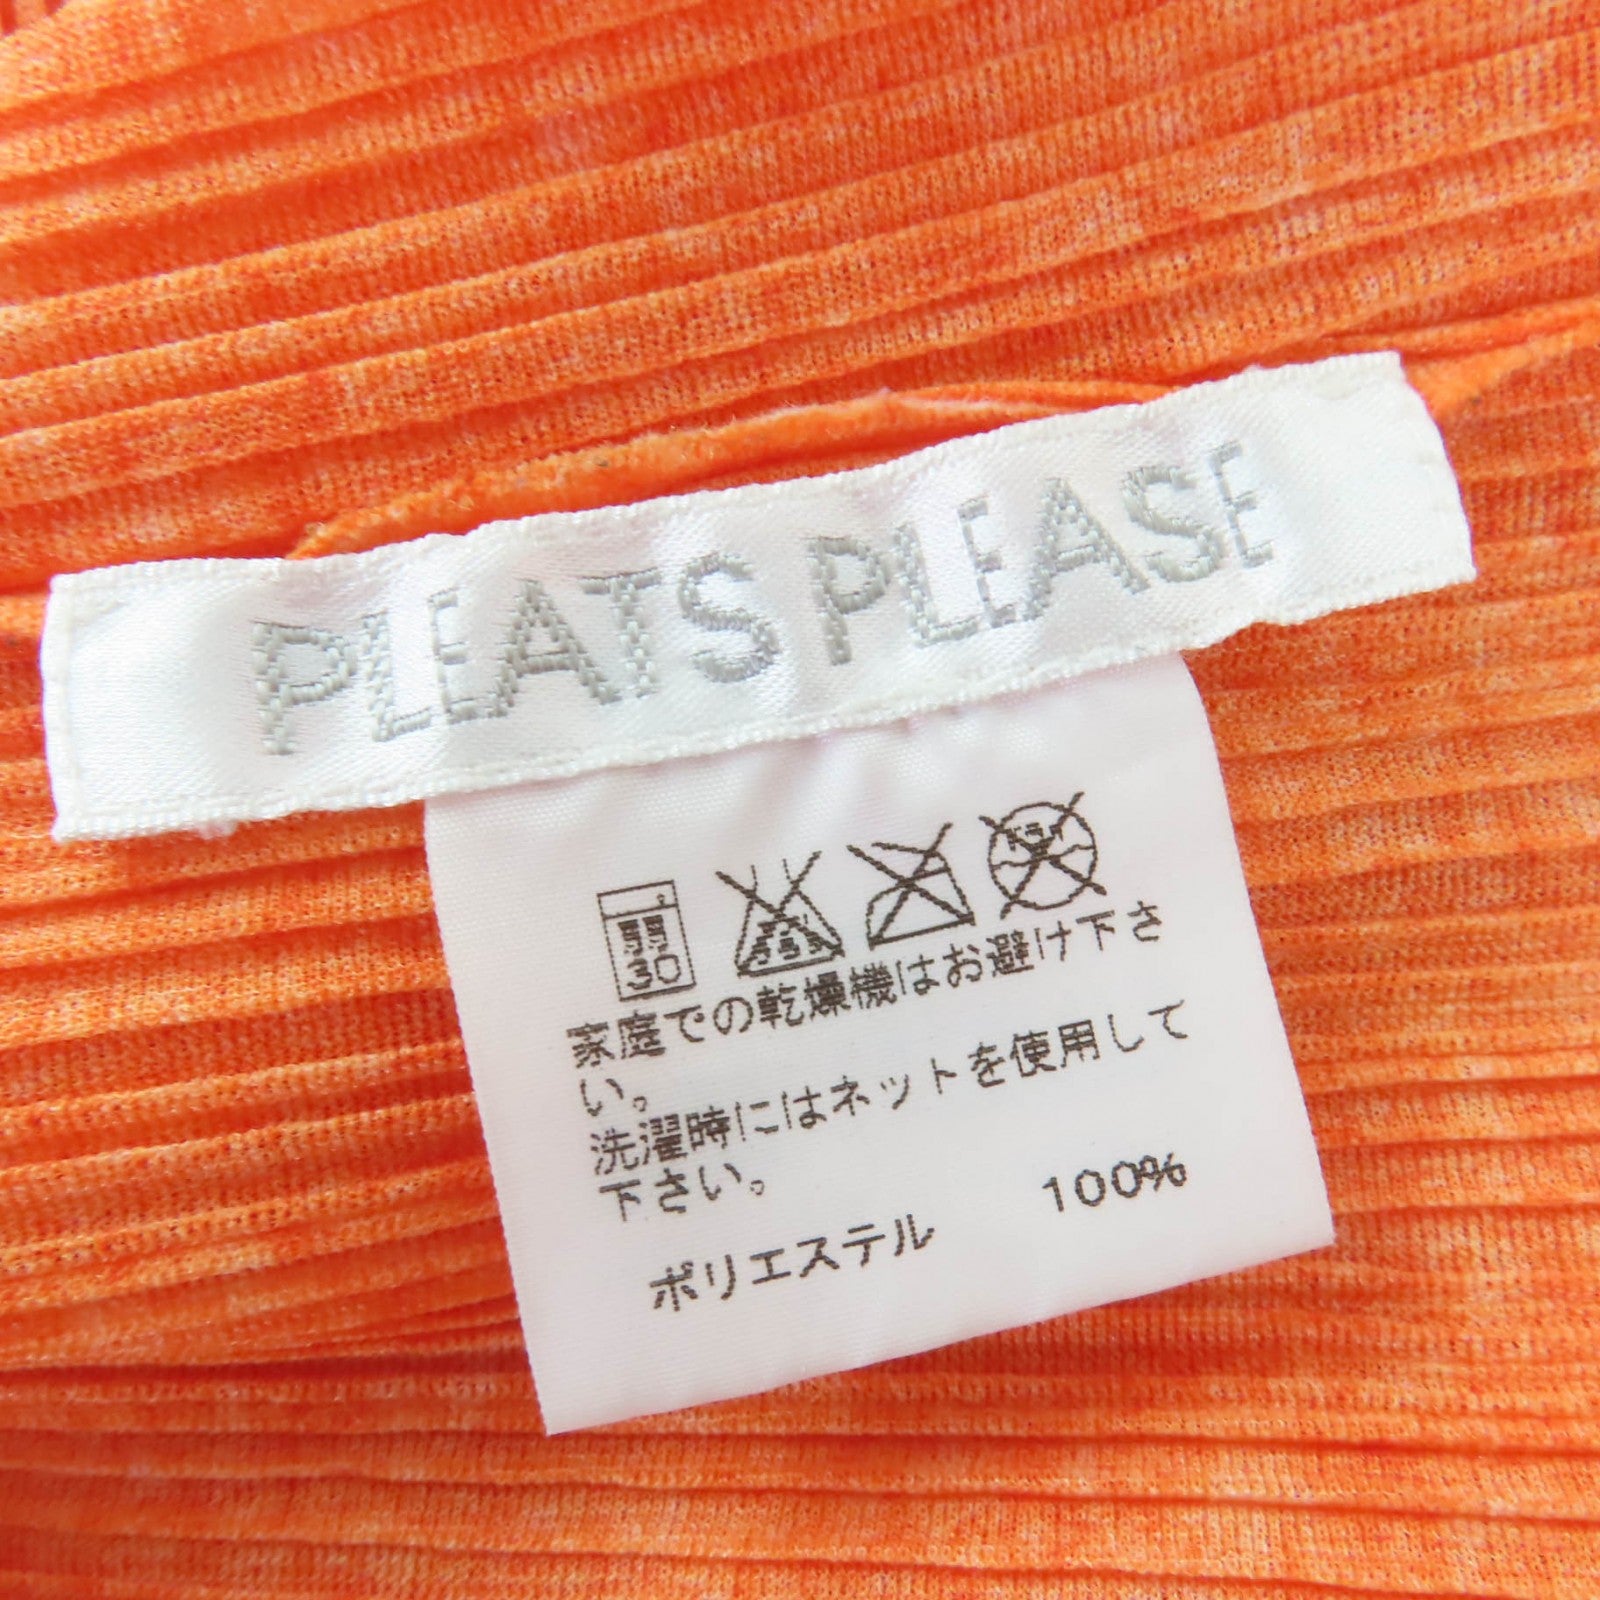 PLEATS PLEASE
家庭での乾燥機はお避け下さ
い。
洗濯時にはネットを使用して
下さい。
ポリエステル 100%